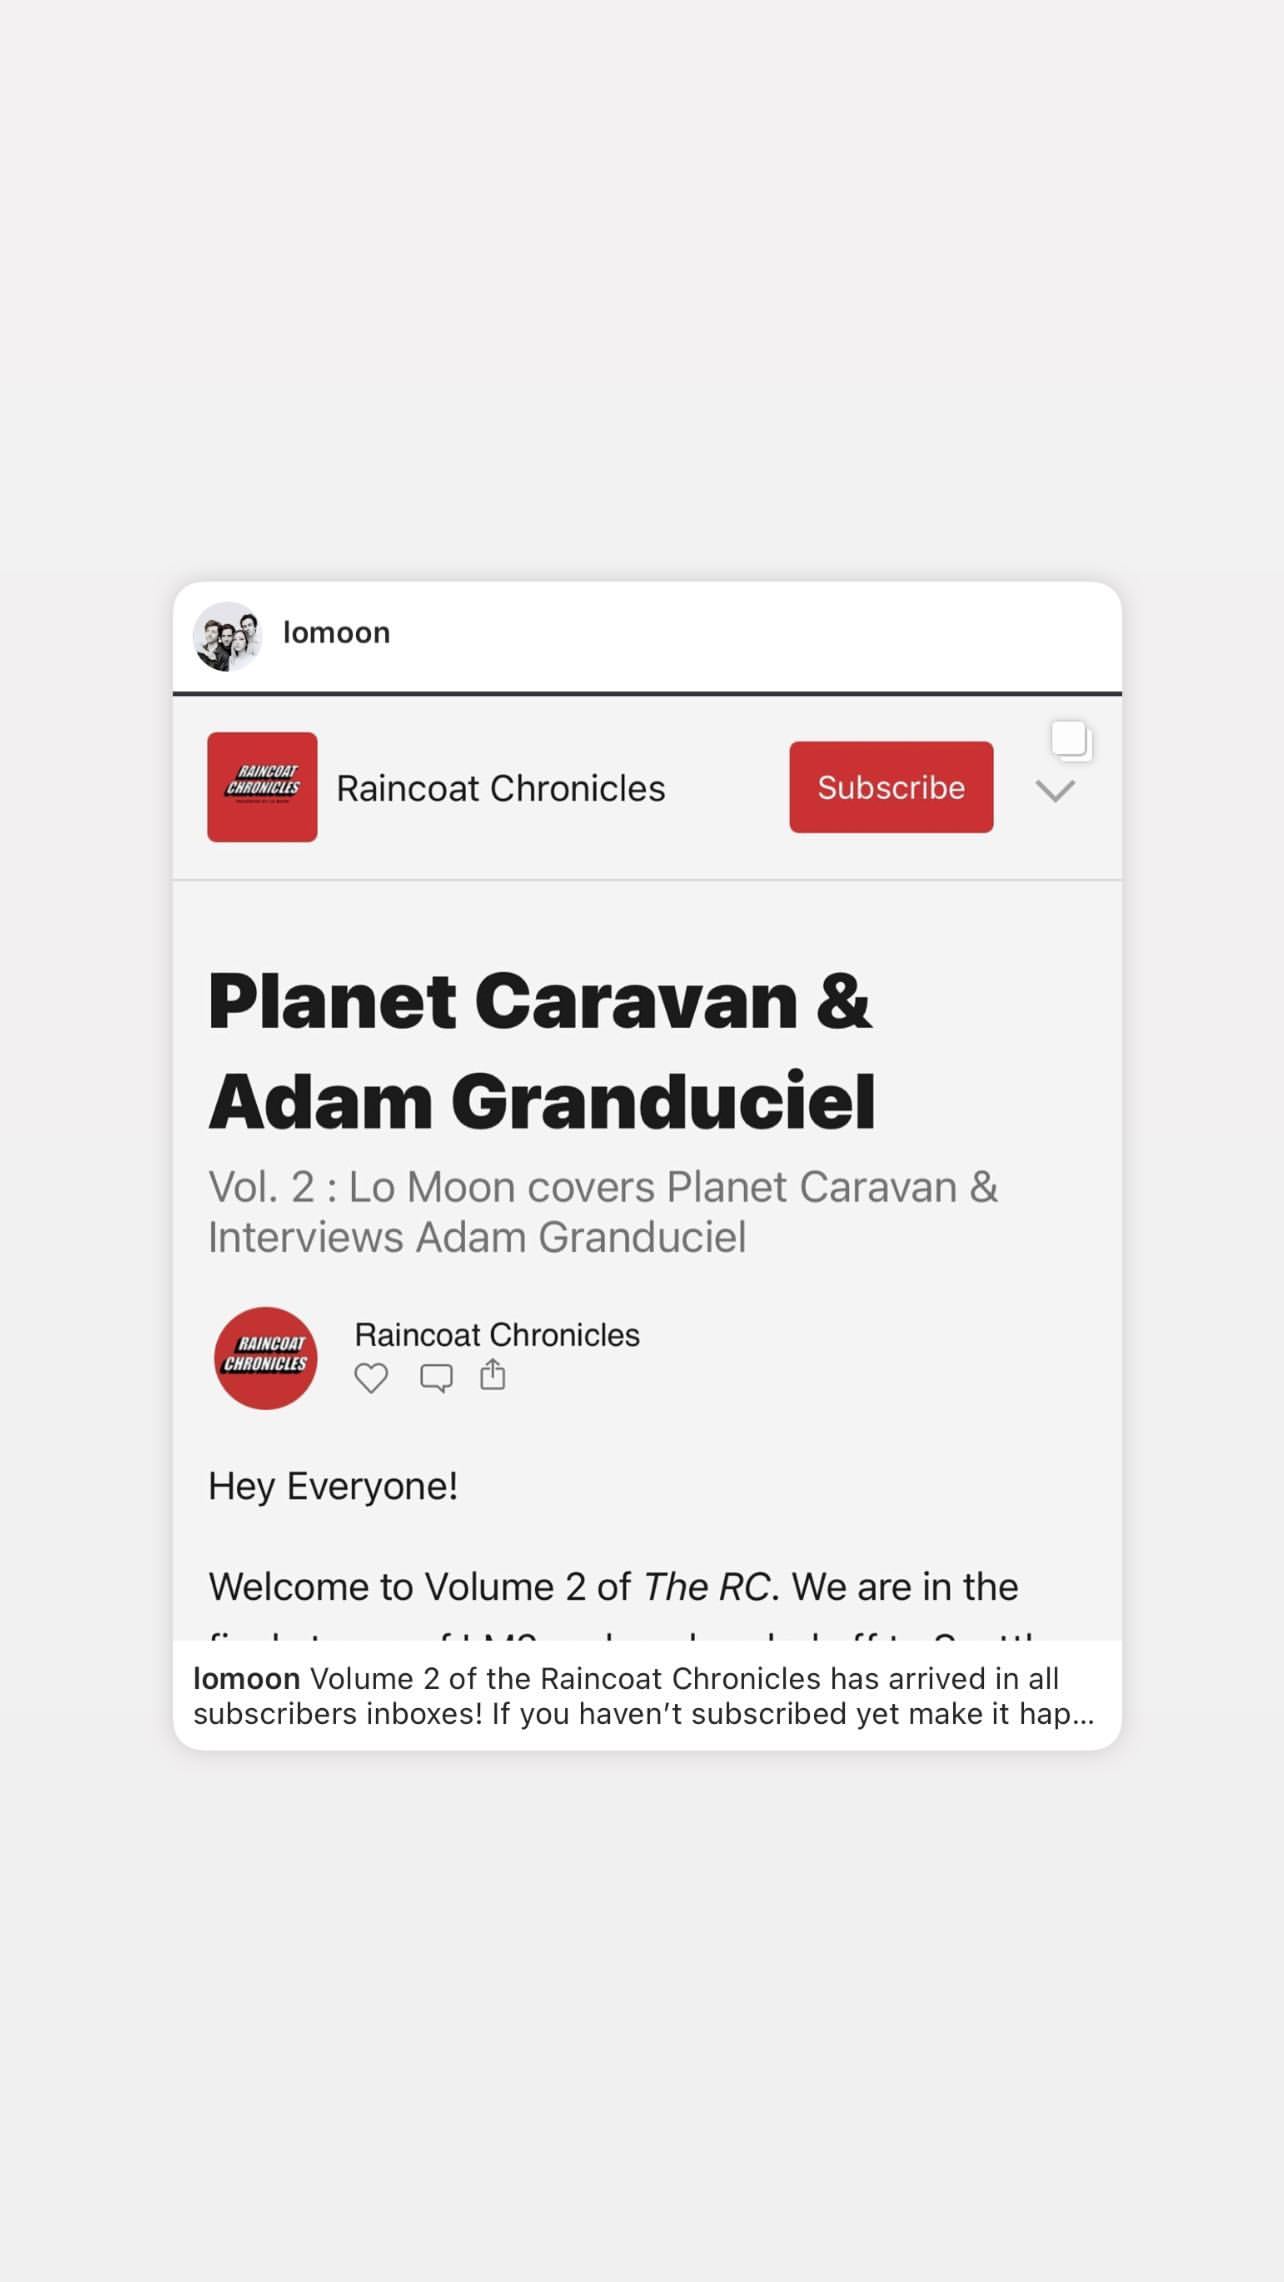 lomoon
RAINCOAT
CHRONICLES
Raincoat Chronicles
Subscribe
Planet Caravan &
Adam Granduciel
Vol. 2 : Lo Moon covers Planet Caravan &
Interviews Adam Granduciel
RAINCOAT
CHRONICLES
Raincoat Chronicles
Hey Everyone!
Welcome to Volume 2 of The RC. We are in the
lomoon Volume 2 of the Raincoat Chronicles has arrived in all
subscribers inboxes! If you haven’t subscribed yet make it hap...